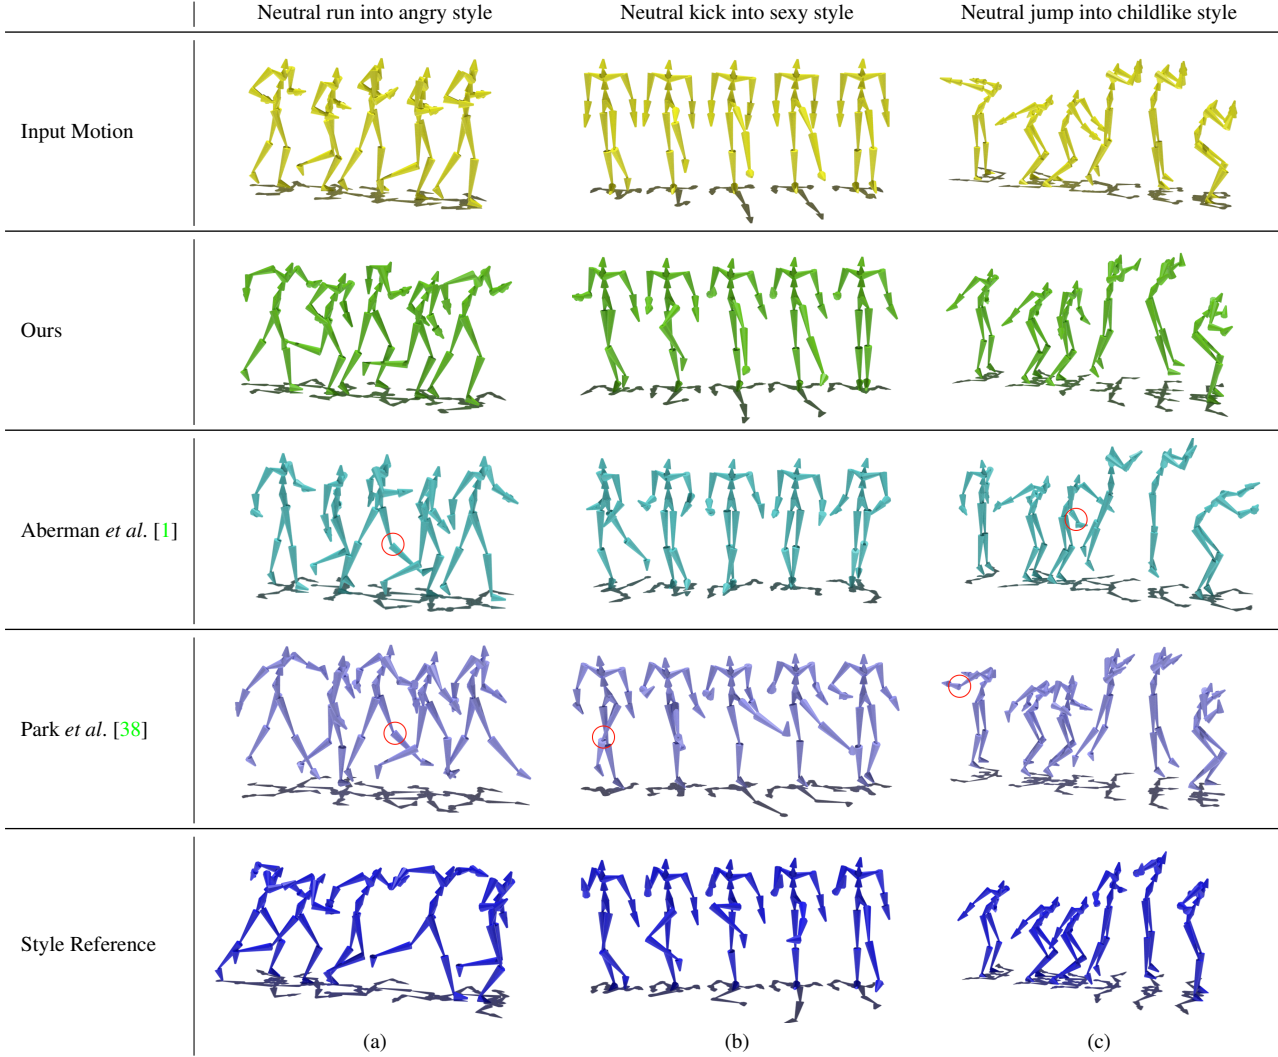 Neutral run into angry style
Neutral kick into sexy style
Neutral jump into childlike style
Input Motion
Ours
Aberman et al. [1]
Park et al. [38]
Style Reference
(a)
(b)
(c)